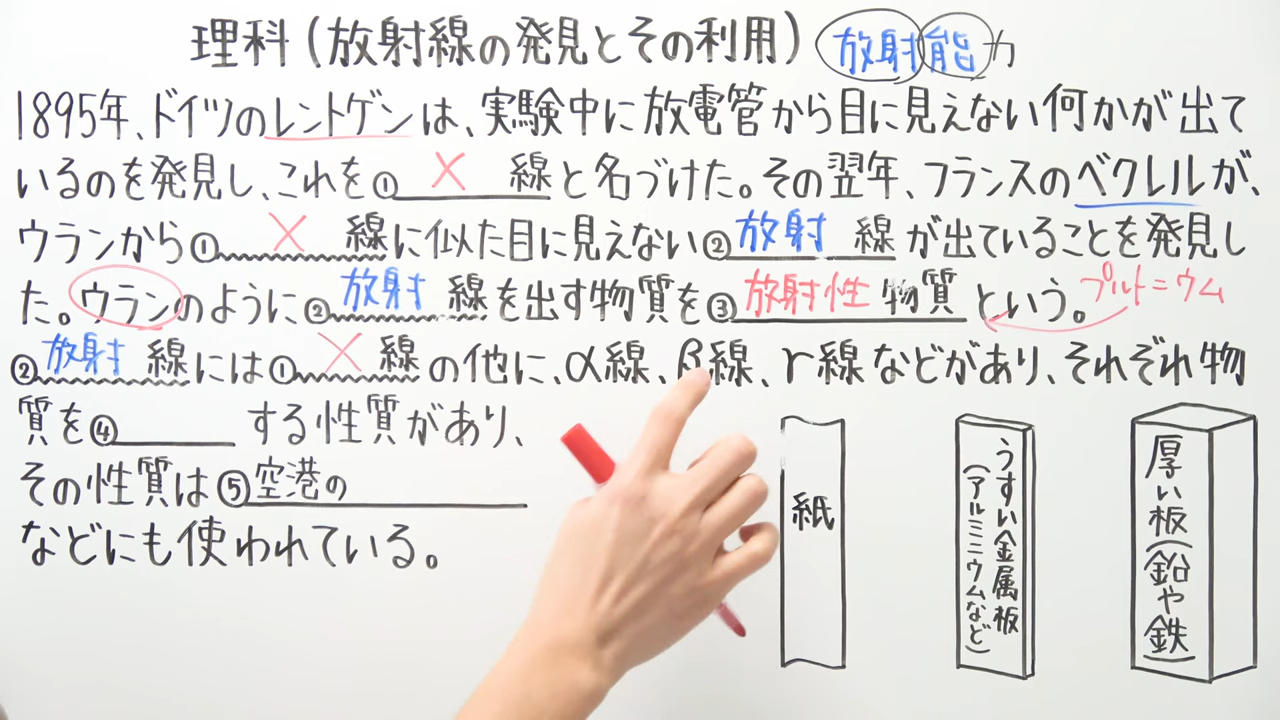 理科(放射線の発見とその利用) 放射能力
1895年、ドイツのレントゲンは、実験中に放電管から目に見えない何かが出て
いるのを発見し、これを①X線と名づけた。その翌年、フランスのベクレルが、
ウランから①X線に似た目に見えない②放射線が出ていることを発見し
た。ウランのように②放射線を出す物質を③放射性物質という。プルトニウム
②放射線には①X線の他に、α線、β線、γ線などがあり、それぞれ物
質を④ する性質があり、
その性質は⑤空港の
などにも使われている。
紙
うすい金属板
(アルミニウムなど)
厚い板(鉛や鉄)